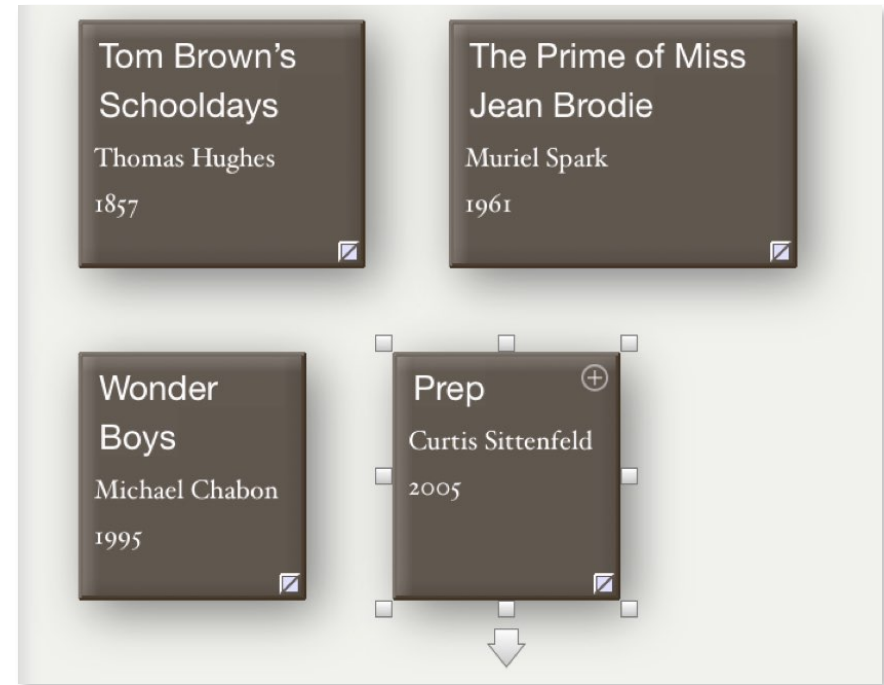 Tom Brown’s
Schooldays
Thomas Hughes
1857
The Prime of Miss
Jean Brodie
Muriel Spark
1961
Wonder
Boys
Michael Chabon
1995
Prep
Curtis Sittenfeld
2005